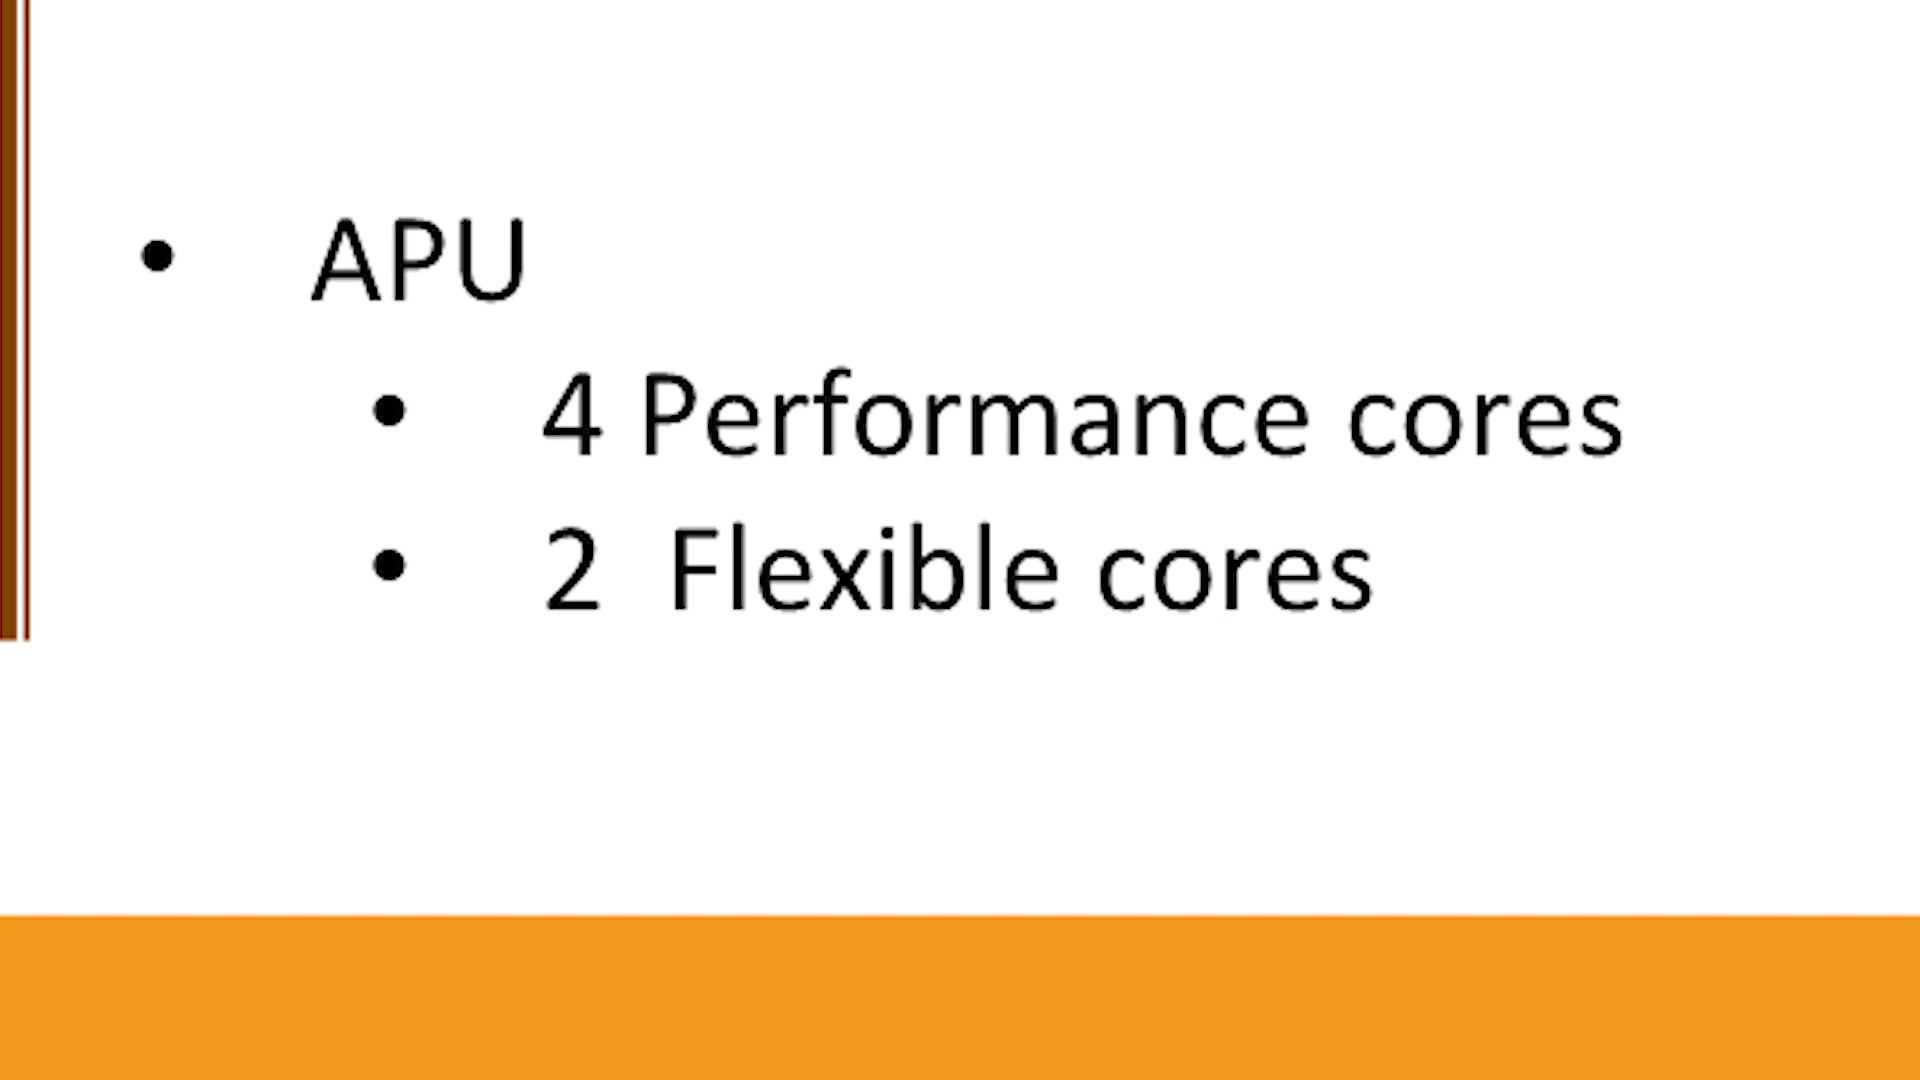 • APU
• 4 Performance cores
• 2  Flexible cores